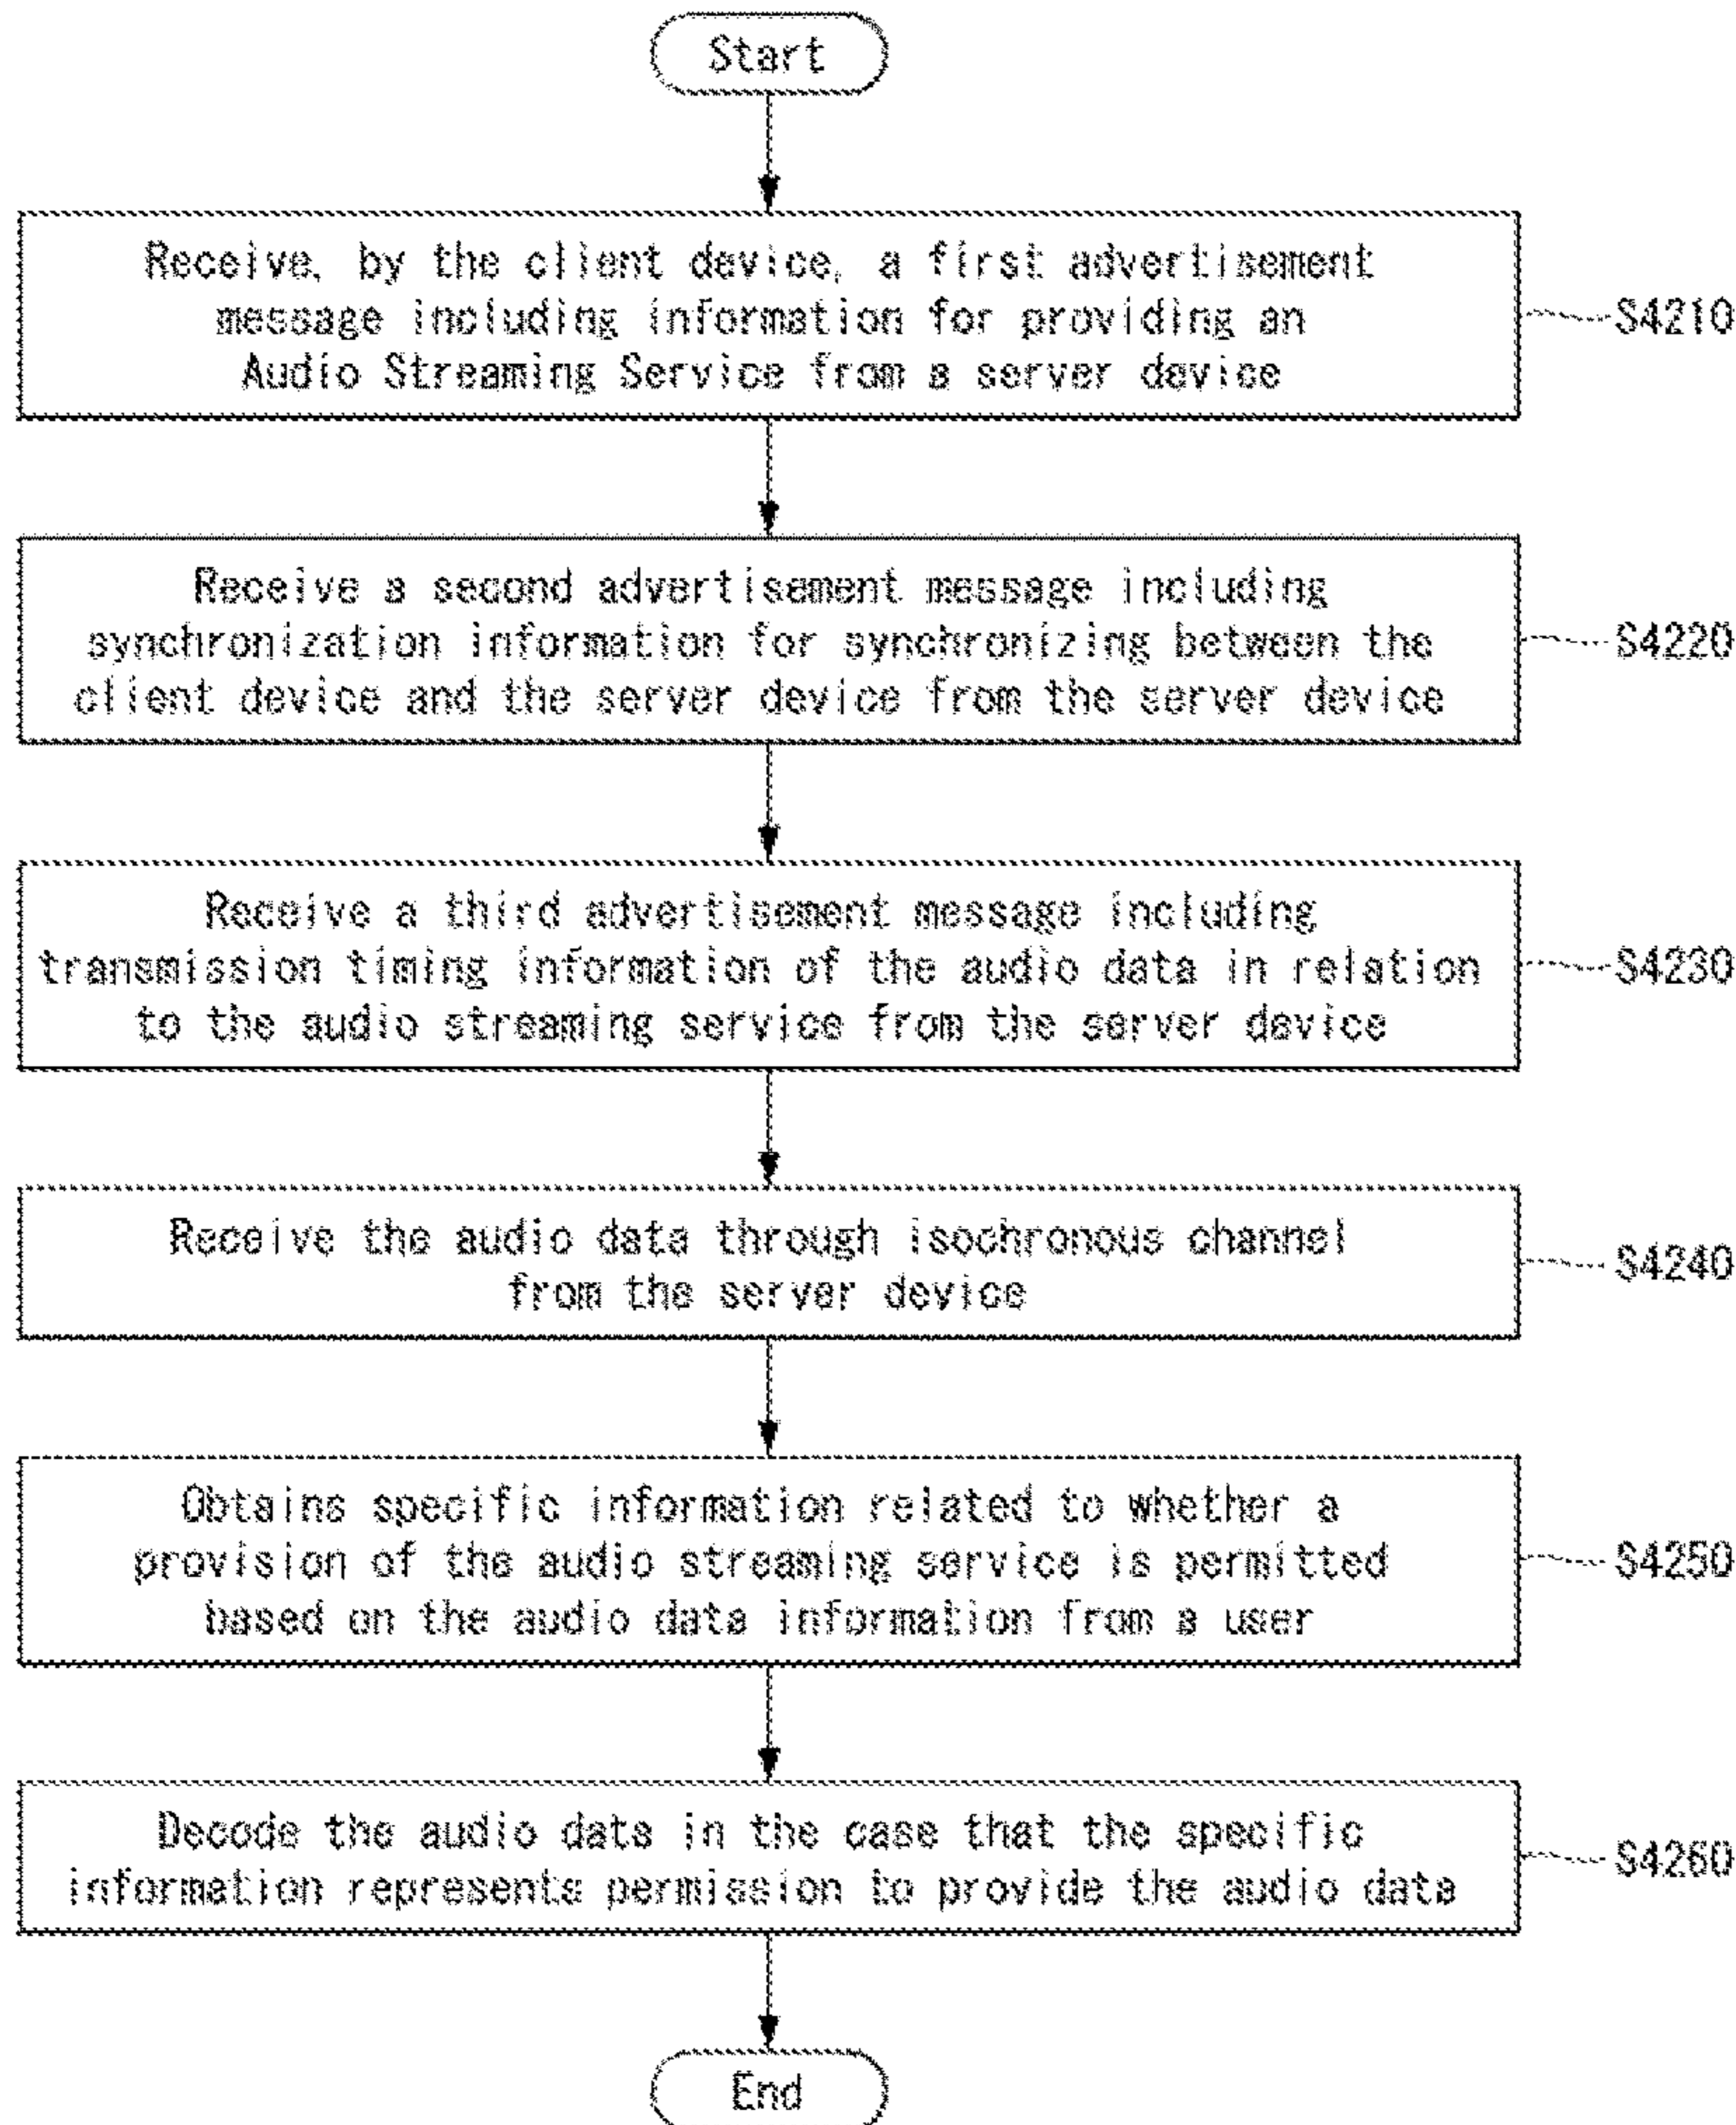 Start
Receive, by the client device, a first advertisement
message including information for providing an
Audio Streaming Service from a server device
S4210
Receive a second advertisement message including
synchronization information for synchronizing between the
client device and the server device from the server device
S4220
Receive a third advertisement message including
transmission timing information of the audio data in relation
to the audio streaming service from the server device
S4230
Receive the audio data through isochronous channel
from the server device
S4240
Obtains specific information related to whether a
provision of the audio streaming service is permitted
based on the audio data information from a user
S4250
Decode the audio data in the case that the specific
information represents permission to provide the audio data
S4260
End